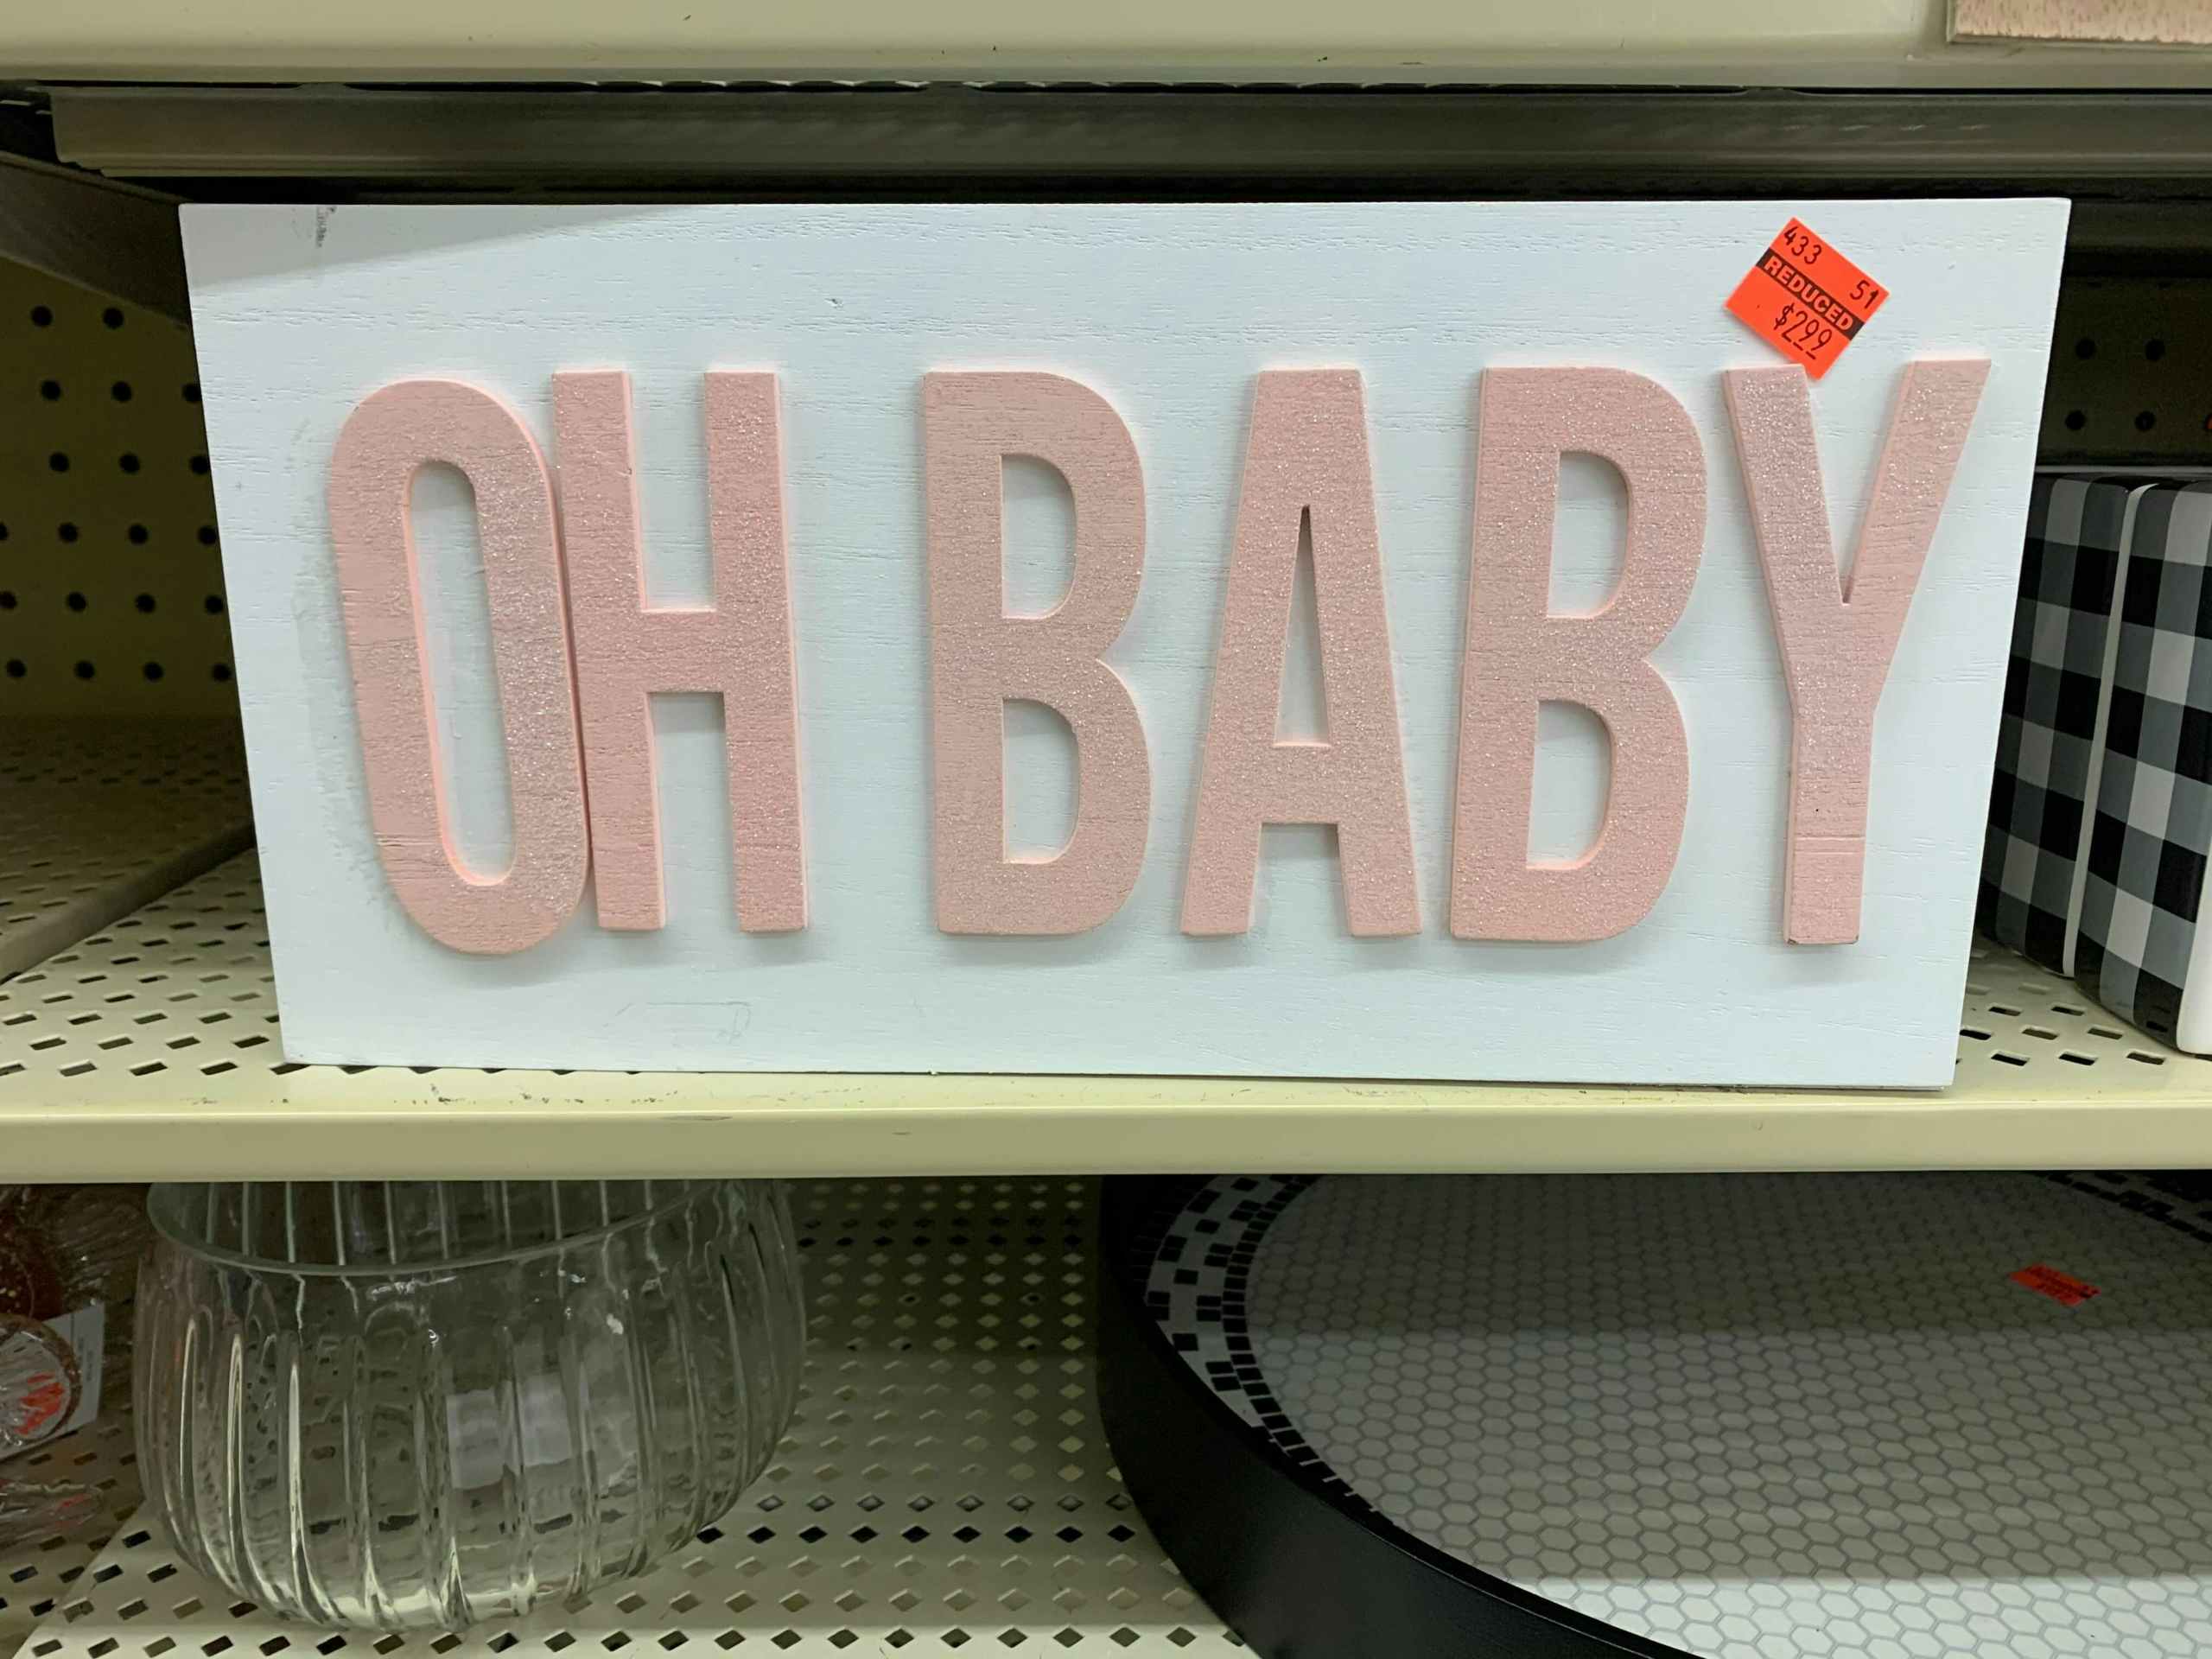 433
51
REDUCED
$2.99
OH BABY